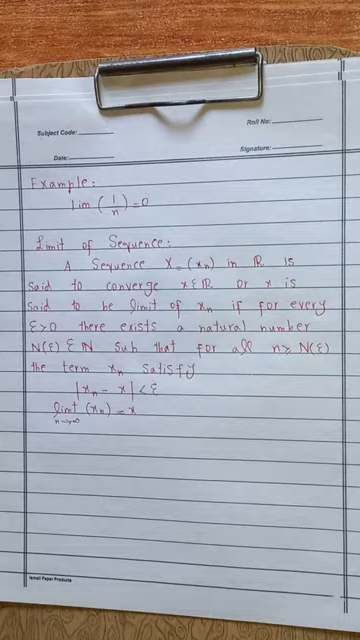 Roll No:
Subject Code:
Signature:
Date:
Example:
lim (1/n) = 0
Limit of Sequence:
A Sequence X = (xn) in ℝ is
said to converge x ∈ ℝ or x is
said to be limit of xn if for every
ε > 0 there exists a natural number
N(ε) ∈ ℕ suh that for all n ≥ N(ε)
the term xn satisfy
|xn - x| < ε
limt (xn) = x
n→∞
Ismail Paper Products